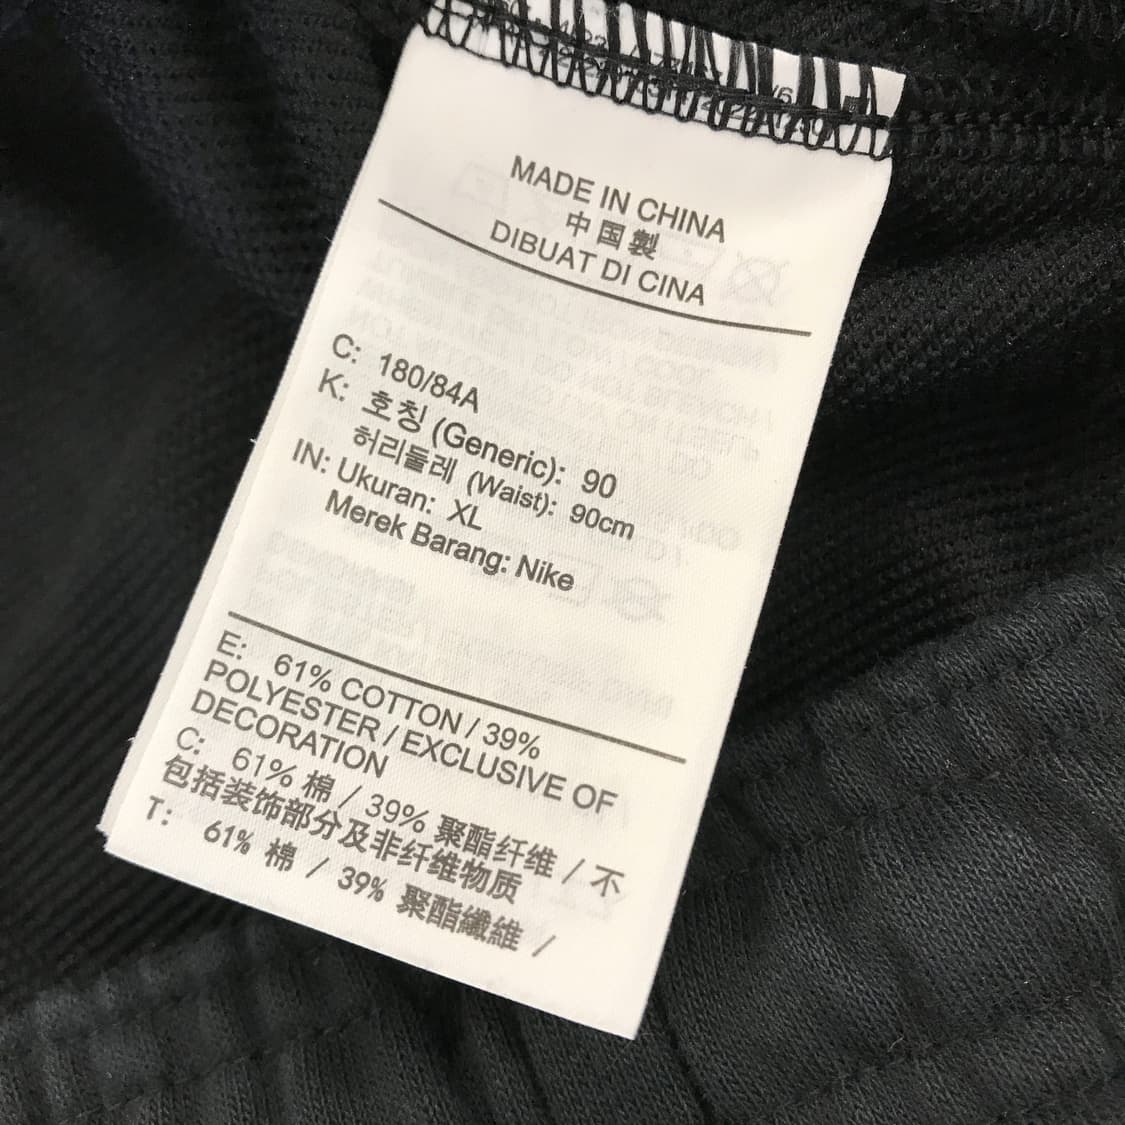 MADE IN CHINA
中国製
DIBUAT DI CINA
C: 180/84A
K: 호칭 (Generic): 90
허리둘레 (Waist): 90cm
IN: Ukuran: XL
Merek Barang: Nike
E: 61% COTTON / 39%
POLYESTER / EXCLUSIVE OF
DECORATION
C: 61% 棉 / 39% 聚酯纤维 / 不
包括装饰部分及非纤维物质
T: 61% 棉 / 39% 聚酯纖維 /